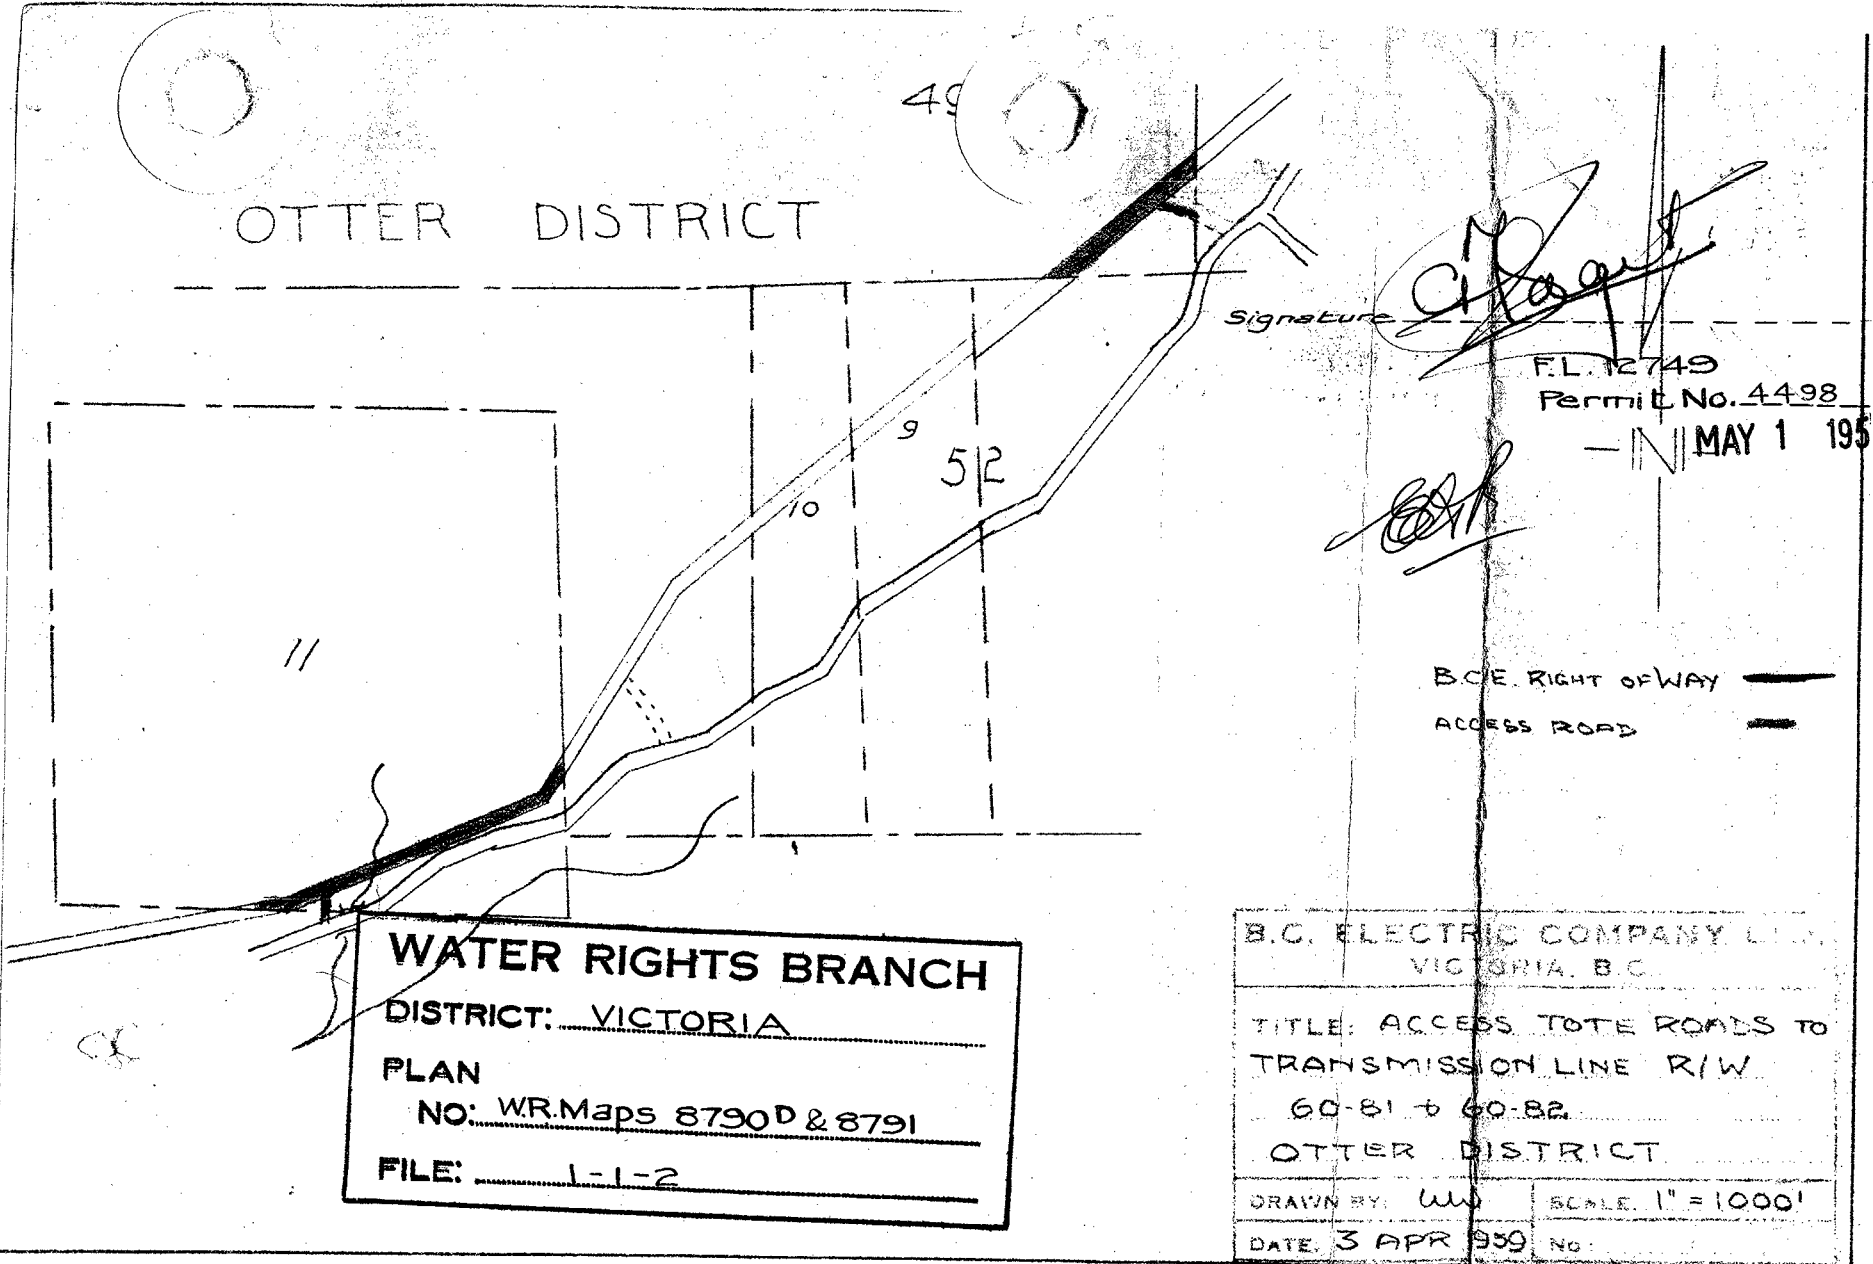 OTTER DISTRICT
Signature
F.L. 12749
Permit No. 4498
N
MAY 1 195
9
52
10
11
B.C.E. RIGHT OF WAY
ACCESS ROAD
WATER RIGHTS BRANCH
DISTRICT: VICTORIA
PLAN
NO: W.R. Maps 8790D & 8791
FILE: 1-1-2
B.C. ELECTRIC COMPANY
VICTORIA. B.C.
TITLE: ACCESS TOTE ROADS TO
TRANSMISSION LINE R/W
60-81 & 60-82
OTTER DISTRICT
DRAWN BY: WW SCALE. 1" = 1000'
DATE. 3 APR 1959 No: